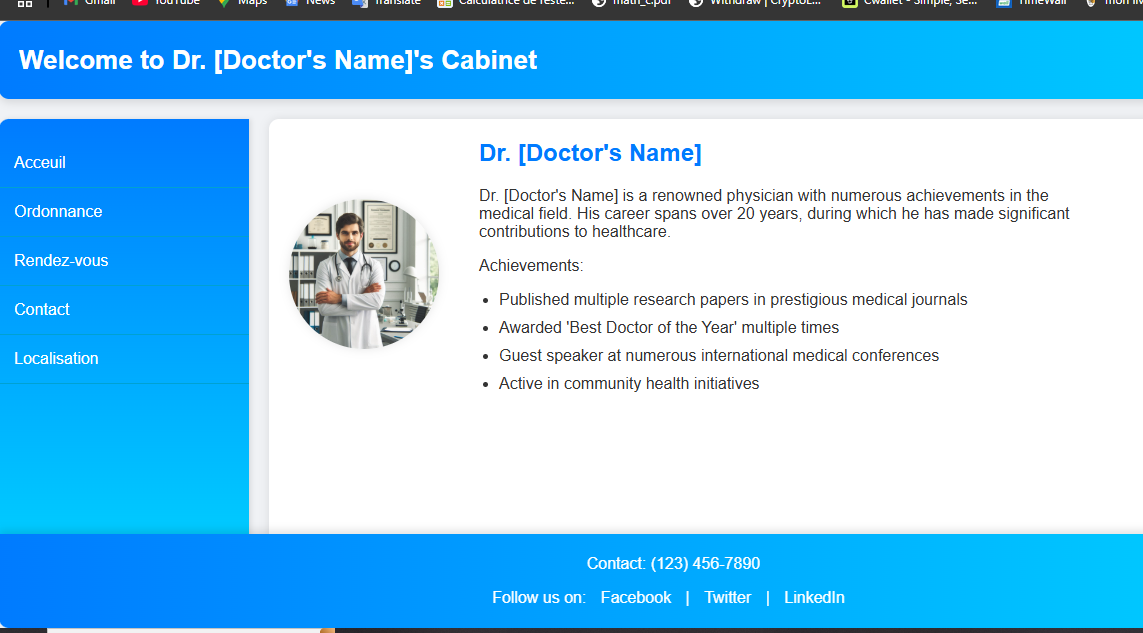 Gmail YouTube Maps News Translate Calculatrice de reste... math_C.pdf Withdraw | CryptoE... Cwallet - Simple, Se... TimeWall
Welcome to Dr. [Doctor's Name]'s Cabinet
Acceuil
Ordonnance
Rendez-vous
Contact
Localisation
Dr. [Doctor's Name]
Dr. [Doctor's Name] is a renowned physician with numerous achievements in the
medical field. His career spans over 20 years, during which he has made significant
contributions to healthcare.
Achievements:
• Published multiple research papers in prestigious medical journals
• Awarded 'Best Doctor of the Year' multiple times
• Guest speaker at numerous international medical conferences
• Active in community health initiatives
Contact: (123) 456-7890
Follow us on: Facebook | Twitter | LinkedIn